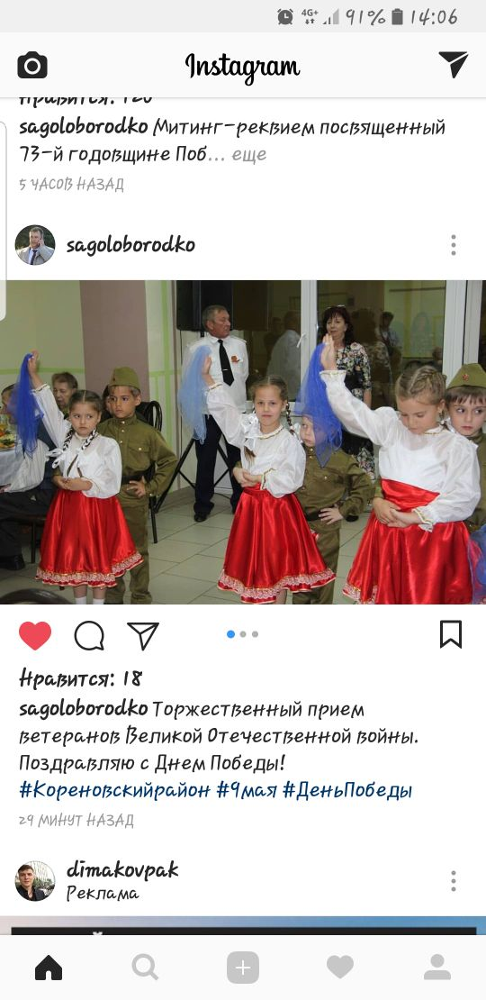 4G+ 91% 14:06
Instagram
Нравится: 120
sagoloborodko Митинг-реквием посвященный
73-й годовщине Поб... еще
5 ЧАСОВ НАЗАД
sagoloborodko
Нравится: 18
sagoloborodko Торжественный прием
ветеранов Великой Отечественной войны.
Поздравляю с Днем Победы!
#Кореновскийрайон #9мая #ДеньПобеды
29 МИНУТ НАЗАД
dimakovpak
Реклама